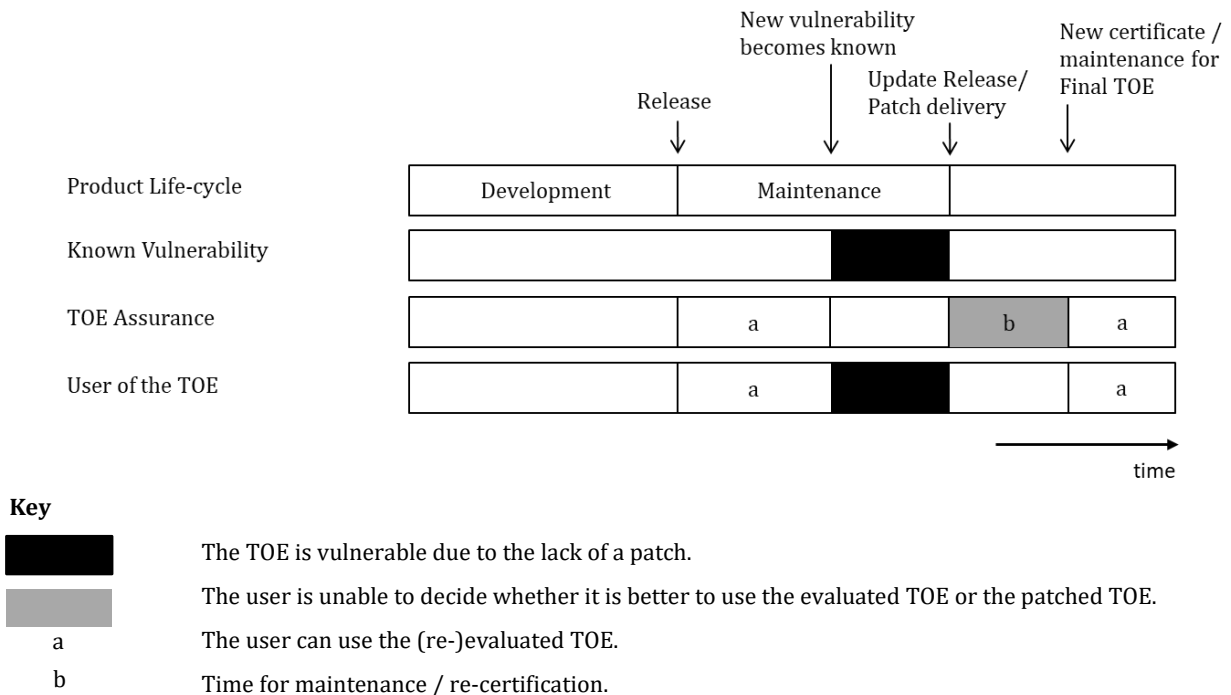 New vulnerability
becomes known
New certificate /
maintenance for
Final TOE
Update Release/
Patch delivery
Release
Product Life-cycle
Development
Maintenance
Known Vulnerability
TOE Assurance
a
b
a
User of the TOE
a
a
time
Key
The TOE is vulnerable due to the lack of a patch.
The user is unable to decide whether it is better to use the evaluated TOE or the patched TOE.
a The user can use the (re-)evaluated TOE.
b Time for maintenance / re-certification.